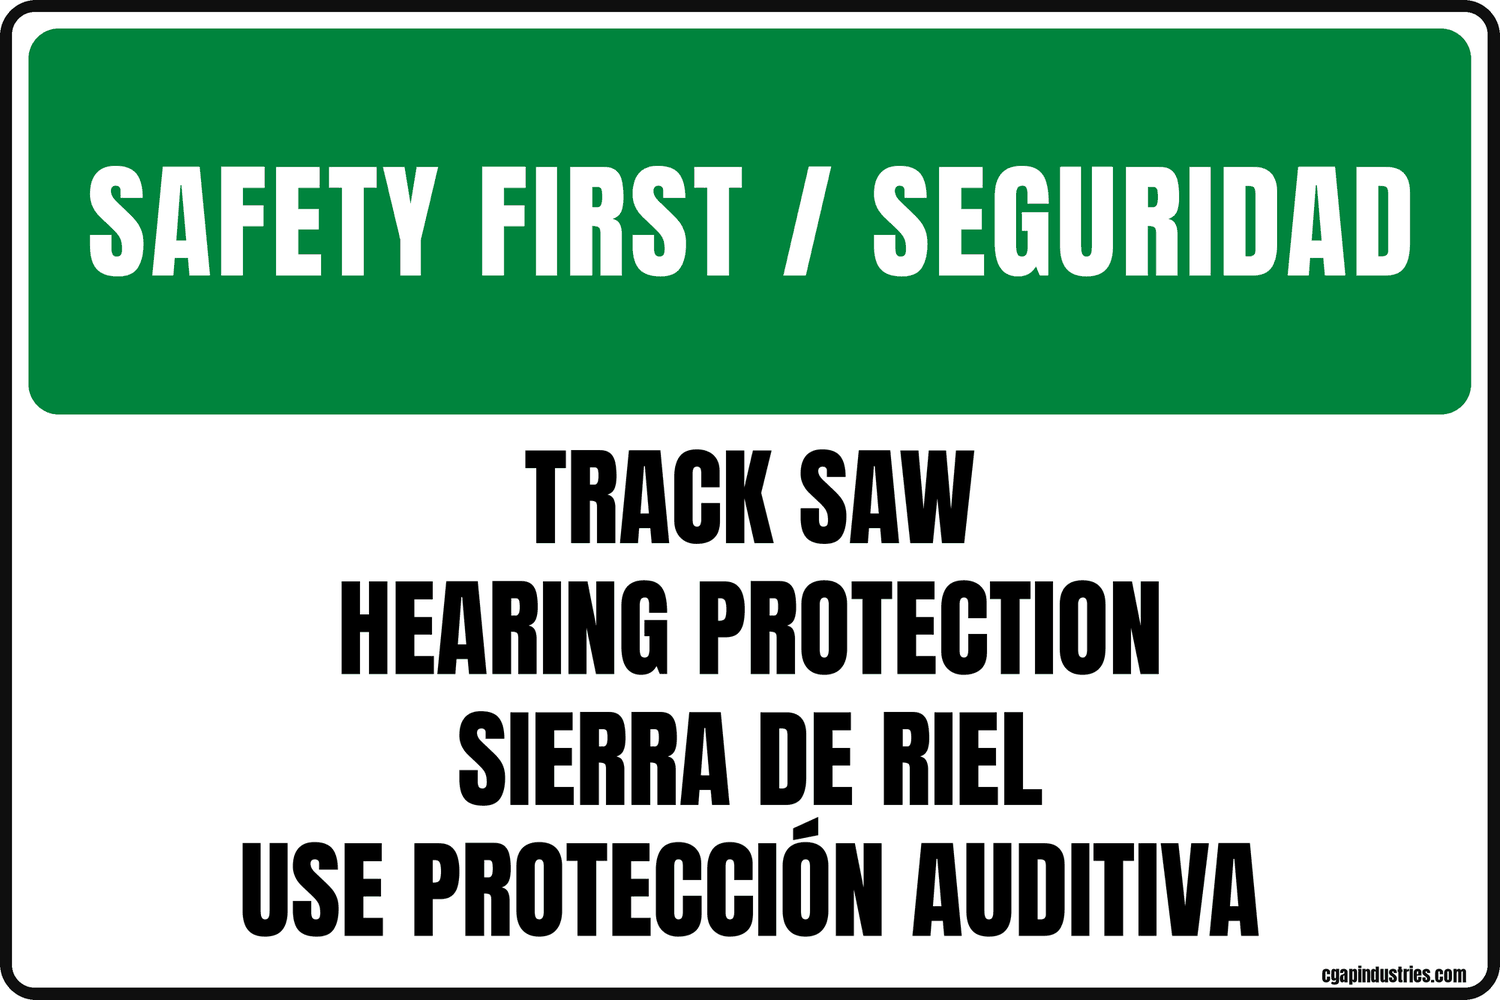 SAFETY FIRST / SEGURIDAD
TRACK SAW
HEARING PROTECTION
SIERRA DE RIEL
USE PROTECCIÓN AUDITIVA
cgapindustries.com